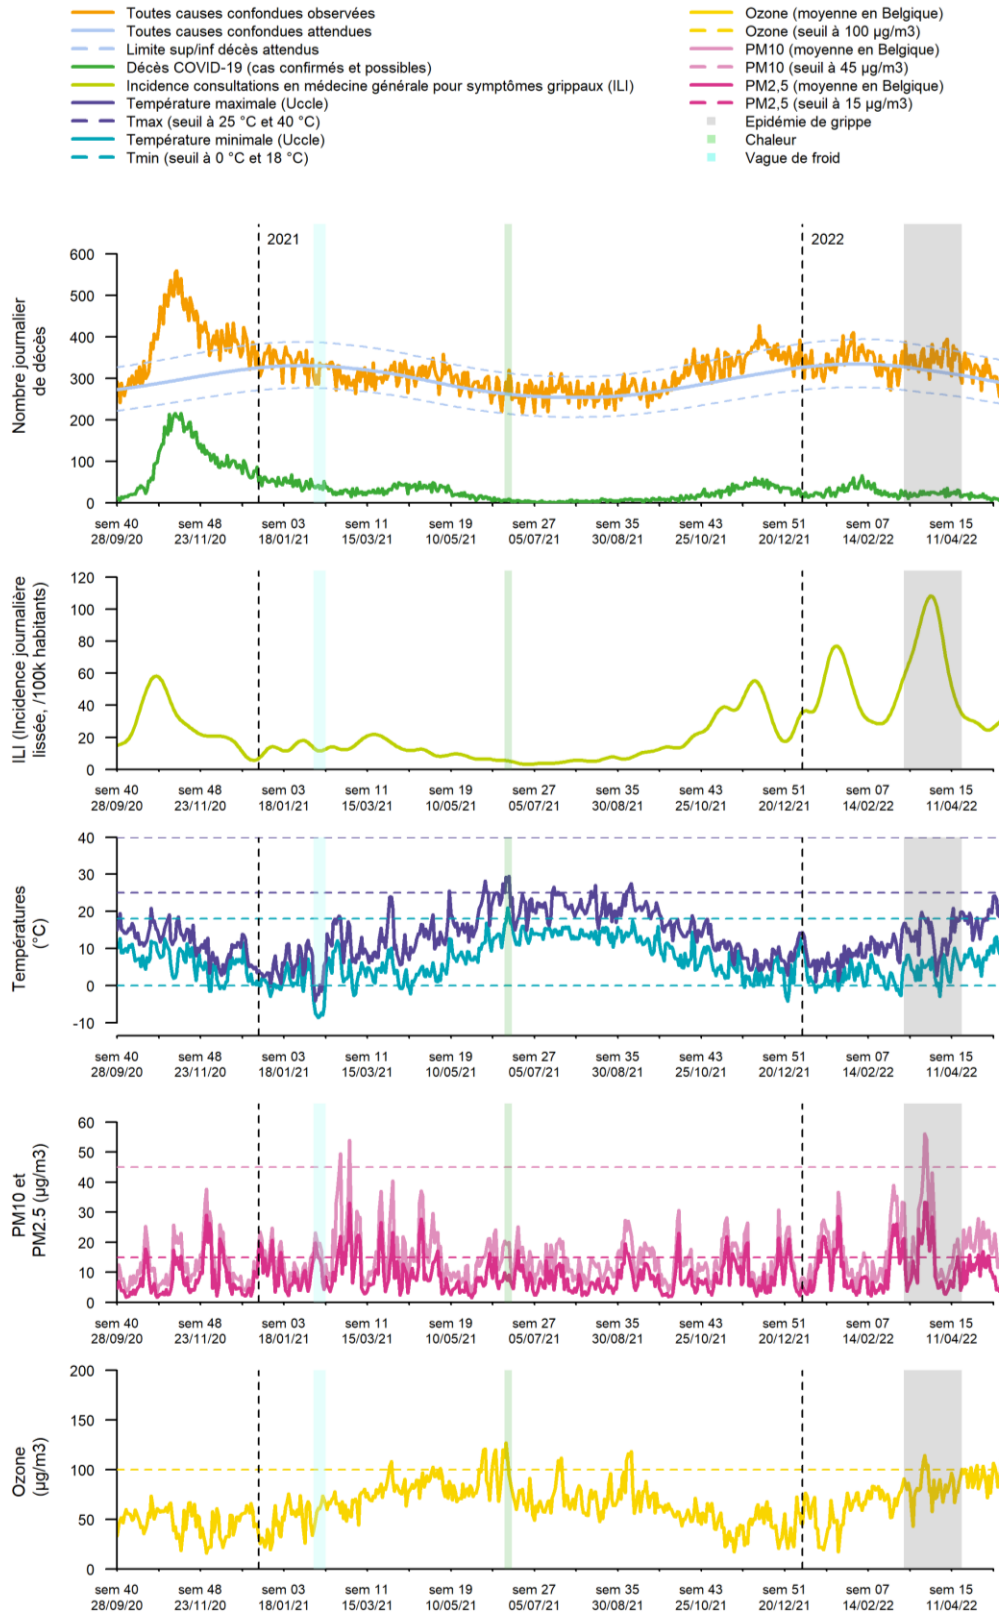 Toutes causes confondues observées
Toutes causes confondues attendues
Limite sup/inf décès attendus
Décès COVID-19 (cas confirmés et possibles)
Incidence consultations en médecine générale pour symptômes grippaux (ILI)
Température maximale (Uccle)
Tmax (seuil à 25 °C et 40 °C)
Température minimale (Uccle)
Tmin (seuil à 0 °C et 18 °C)
Ozone (moyenne en Belgique)
Ozone (seuil à 100 µg/m3)
PM10 (moyenne en Belgique)
PM10 (seuil à 45 µg/m3)
PM2,5 (moyenne en Belgique)
PM2,5 (seuil à 15 µg/m3)
Epidémie de grippe
Chaleur
Vague de froid
2021
2022
Nombre journalier
de décès
600
500
400
300
200
100
0
sem 40 sem 48 sem 03 sem 11 sem 19 sem 27 sem 35 sem 43 sem 51 sem 07 sem 15
28/09/20 23/11/20 18/01/21 15/03/21 10/05/21 05/07/21 30/08/21 25/10/21 20/12/21 14/02/22 11/04/22
ILI (Incidence journalière
lissée, /100k habitants)
120
100
80
60
40
20
0
sem 40 sem 48 sem 03 sem 11 sem 19 sem 27 sem 35 sem 43 sem 51 sem 07 sem 15
28/09/20 23/11/20 18/01/21 15/03/21 10/05/21 05/07/21 30/08/21 25/10/21 20/12/21 14/02/22 11/04/22
Températures
(°C)
40
30
20
10
0
-10
sem 40 sem 48 sem 03 sem 11 sem 19 sem 27 sem 35 sem 43 sem 51 sem 07 sem 15
28/09/20 23/11/20 18/01/21 15/03/21 10/05/21 05/07/21 30/08/21 25/10/21 20/12/21 14/02/22 11/04/22
PM10 et
PM2.5 (µg/m3)
60
50
40
30
20
10
0
sem 40 sem 48 sem 03 sem 11 sem 19 sem 27 sem 35 sem 43 sem 51 sem 07 sem 15
28/09/20 23/11/20 18/01/21 15/03/21 10/05/21 05/07/21 30/08/21 25/10/21 20/12/21 14/02/22 11/04/22
Ozone
(µg/m3)
200
150
100
50
0
sem 40 sem 48 sem 03 sem 11 sem 19 sem 27 sem 35 sem 43 sem 51 sem 07 sem 15
28/09/20 23/11/20 18/01/21 15/03/21 10/05/21 05/07/21 30/08/21 25/10/21 20/12/21 14/02/22 11/04/22